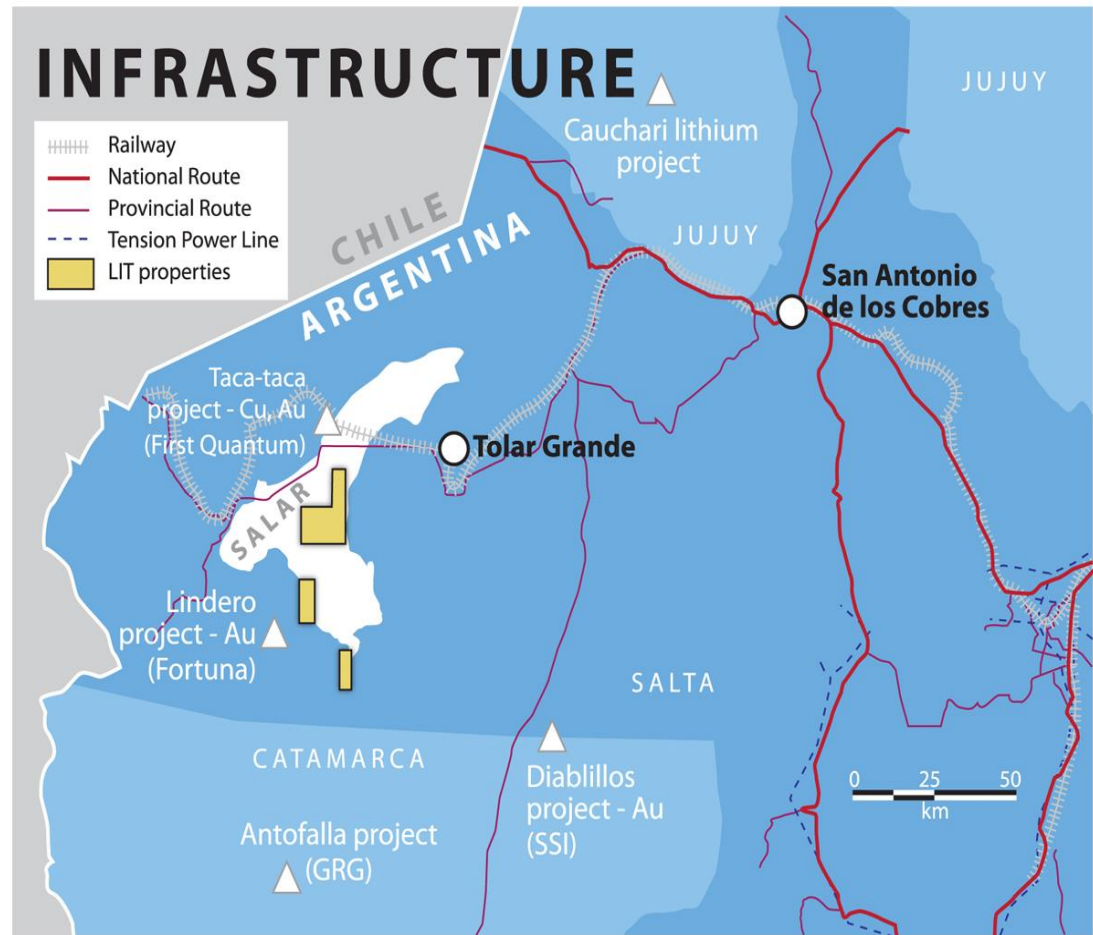 INFRASTRUCTURE
Railway
National Route
Provincial Route
Tension Power Line
LIT properties
CHILE
ARGENTINA
Cauchari lithium
project
JUJUY
JUJUY
San Antonio
de los Cobres
Taca-taca
project - Cu, Au
(First Quantum)
Tolar Grande
SALAR
Lindero
project - Au
(Fortuna)
SALTA
CATAMARCA
Diablillos
project - Au
(SSI)
Antofalla project
(GRG)
0 25 50
km